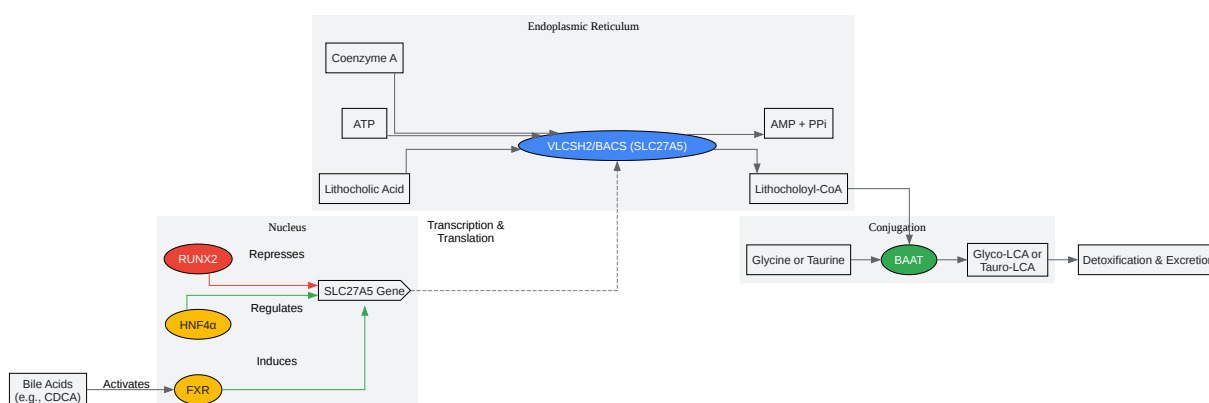 Endoplasmic Reticulum
Coenzyme A
ATP
AMP + PPi
VLCSH2/BACS (SLC27A5)
Lithocholic Acid
Lithocholoyl-CoA
Nucleus
Transcription &
Translation
Conjugation
RUNX2
Represses
Glycine or Taurine
BAAT
Glyco-LCA or
Tauro-LCA
Detoxification & Excretion
SLC27A5 Gene
Regulates
HNF4α
Induces
Bile Acids
(e.g., CDCA)
Activates
FXR